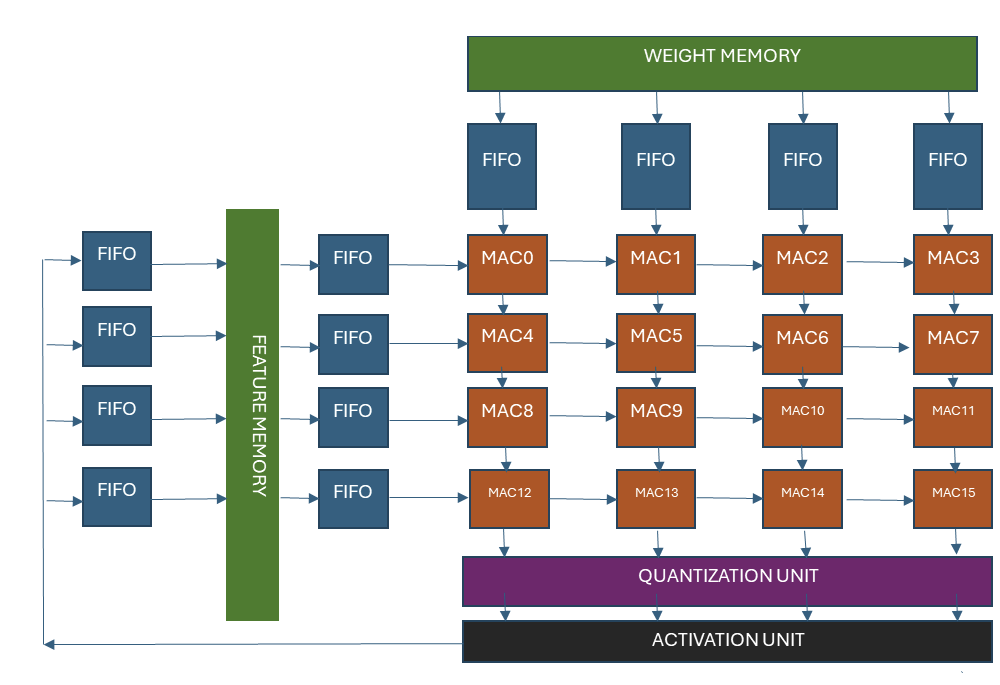 WEIGHT MEMORY
FIFO FIFO FIFO FIFO
FIFO FIFO MAC0 MAC1 MAC2 MAC3
FIFO FIFO MAC4 MAC5 MAC6 MAC7
FEATURE MEMORY
FIFO FIFO MAC8 MAC9 MAC10 MAC11
FIFO FIFO MAC12 MAC13 MAC14 MAC15
QUANTIZATION UNIT
ACTIVATION UNIT